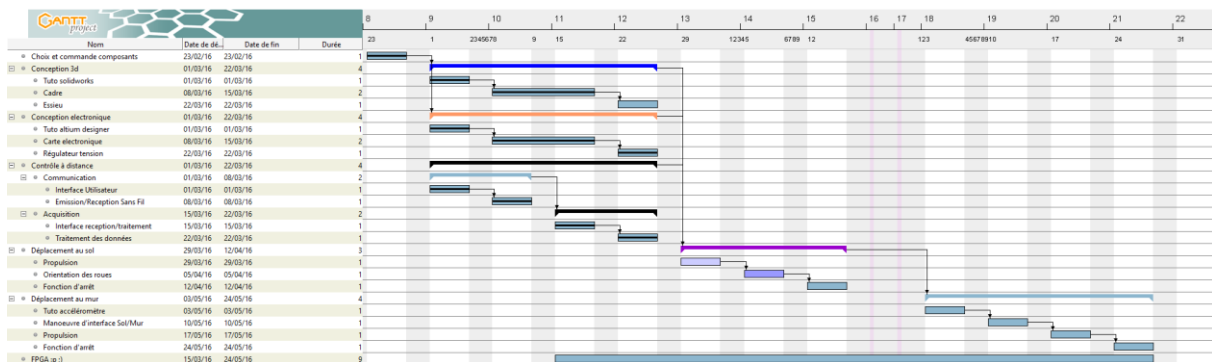 GANTT
project
8 9 10 11 12 13 14 15 16 17 18 19 20 21 22
Nom Date de dé... Date de fin Durée 23 1 2345678 9 15 22 29 12345 6789 12 123 45678910 17 24 31
Choix et commande composants 23/02/16 23/02/16 1
Conception 3d 01/03/16 22/03/16 4
Tuto solidworks 01/03/16 01/03/16 1
Cadre 08/03/16 15/03/16 2
Essieu 22/03/16 22/03/16 1
Conception electronique 01/03/16 22/03/16 4
Tuto altium designer 01/03/16 01/03/16 1
Carte electronique 08/03/16 15/03/16 2
Régulateur tension 22/03/16 22/03/16 1
Contrôle à distance 01/03/16 22/03/16 4
Communication 01/03/16 08/03/16 2
Interface Utilisateur 01/03/16 01/03/16 1
Emission/Reception Sans Fil 08/03/16 08/03/16 1
Acquisition 15/03/16 22/03/16 2
Interface reception/traitement 15/03/16 15/03/16 1
Traitement des données 22/03/16 22/03/16 1
Déplacement au sol 29/03/16 12/04/16 3
Propulsion 29/03/16 29/03/16 1
Orientation des roues 05/04/16 05/04/16 1
Fonction d'arrêt 12/04/16 12/04/16 1
Déplacement au mur 03/05/16 24/05/16 4
Tuto accéléromètre 03/05/16 03/05/16 1
Manoeuvre d'interface Sol/Mur 10/05/16 10/05/16 1
Propulsion 17/05/16 17/05/16 1
Fonction d'arrêt 24/05/16 24/05/16 1
FPGA :p :) 15/03/16 24/05/16 9